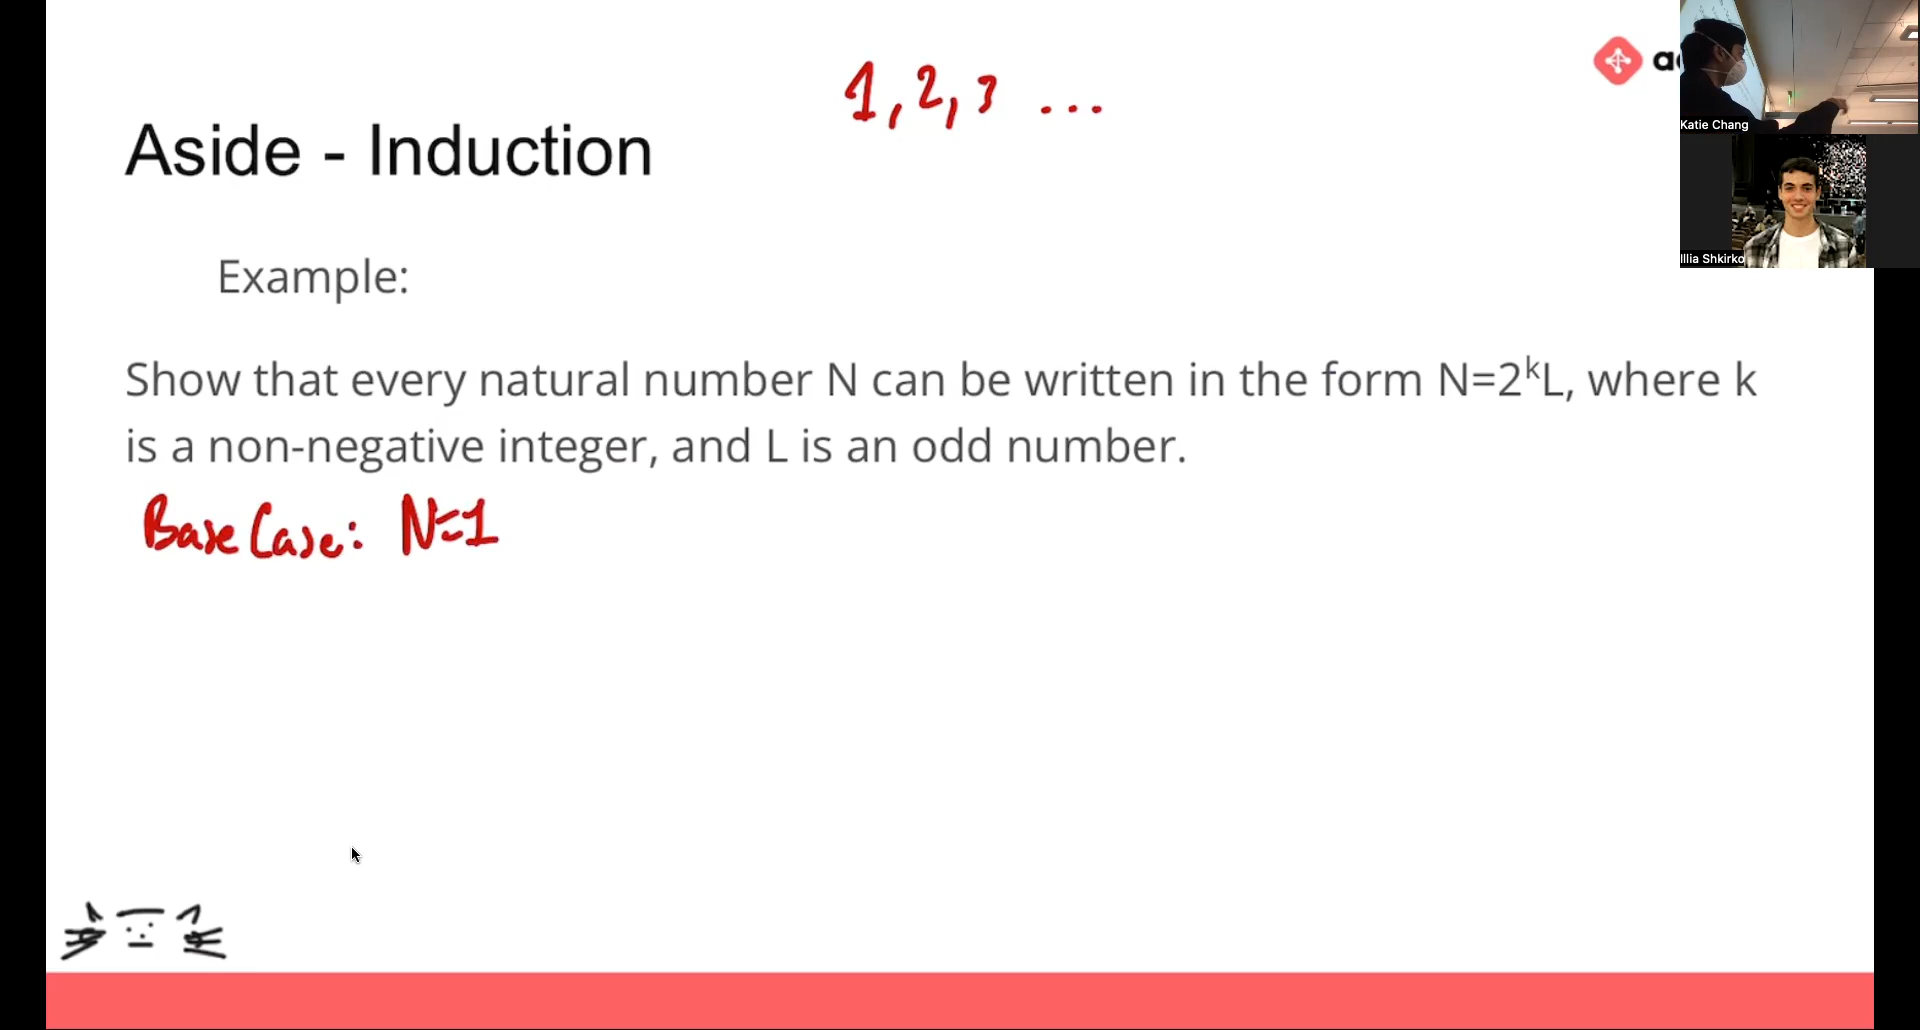 1, 2, 3 ...
Aside - Induction
Example:
Show that every natural number N can be written in the form N=2ᵏL, where k
is a non-negative integer, and L is an odd number.
Base Case: N=1
Katie Chang
Illia Shkirko